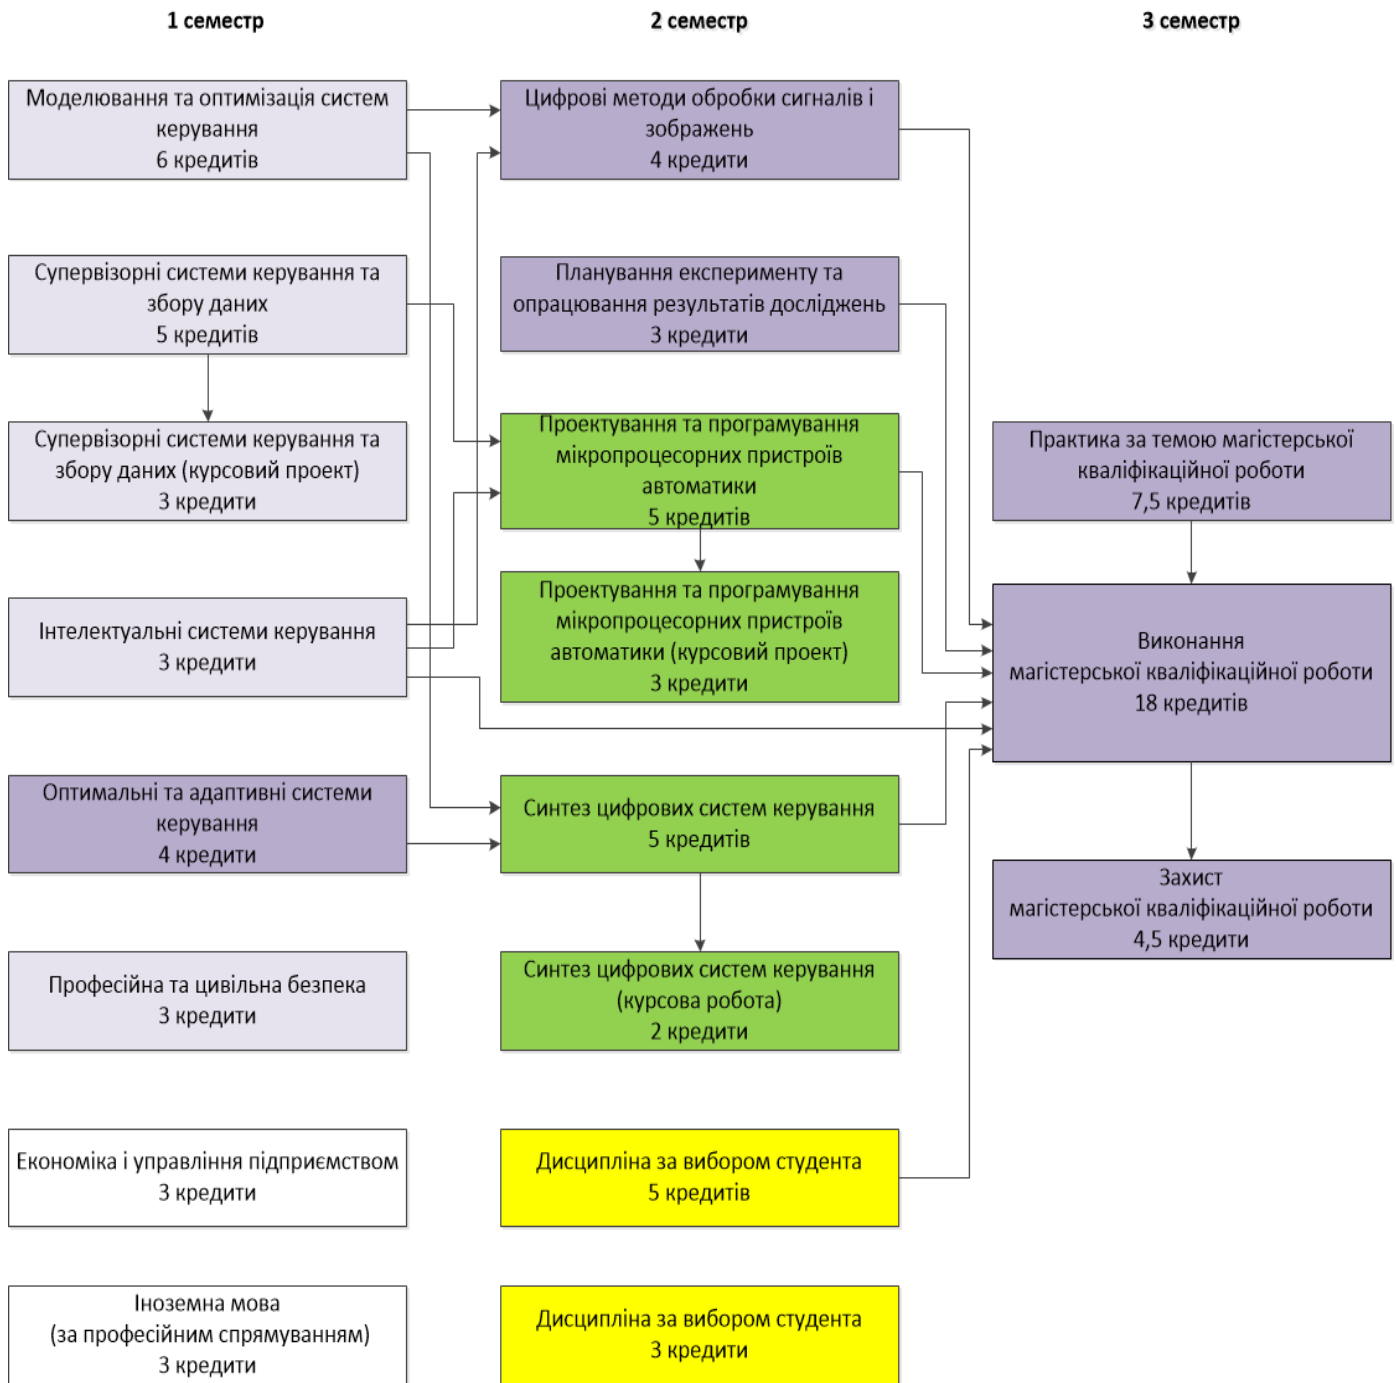 1 семестр
2 семестр
3 семестр
Моделювання та оптимізація систем
керування
6 кредитів
Цифрові методи обробки сигналів і
зображень
4 кредити
Супервізорні системи керування та
збору даних
5 кредитів
Планування експерименту та
опрацювання результатів досліджень
3 кредити
Супервізорні системи керування та
збору даних (курсовий проект)
3 кредити
Проектування та програмування
мікропроцесорних пристроїв
автоматики
5 кредитів
Практика за темою магістерської
кваліфікаційної роботи
7,5 кредитів
Інтелектуальні системи керування
3 кредити
Проектування та програмування
мікропроцесорних пристроїв
автоматики (курсовий проект)
3 кредити
Виконання
магістерської кваліфікаційної роботи
18 кредитів
Оптимальні та адаптивні системи
керування
4 кредити
Синтез цифрових систем керування
5 кредитів
Захист
магістерської кваліфікаційної роботи
4,5 кредити
Професійна та цивільна безпека
3 кредити
Синтез цифрових систем керування
(курсова робота)
2 кредити
Економіка і управління підприємством
3 кредити
Дисципліна за вибором студента
5 кредитів
Іноземна мова
(за професійним спрямуванням)
3 кредити
Дисципліна за вибором студента
3 кредити